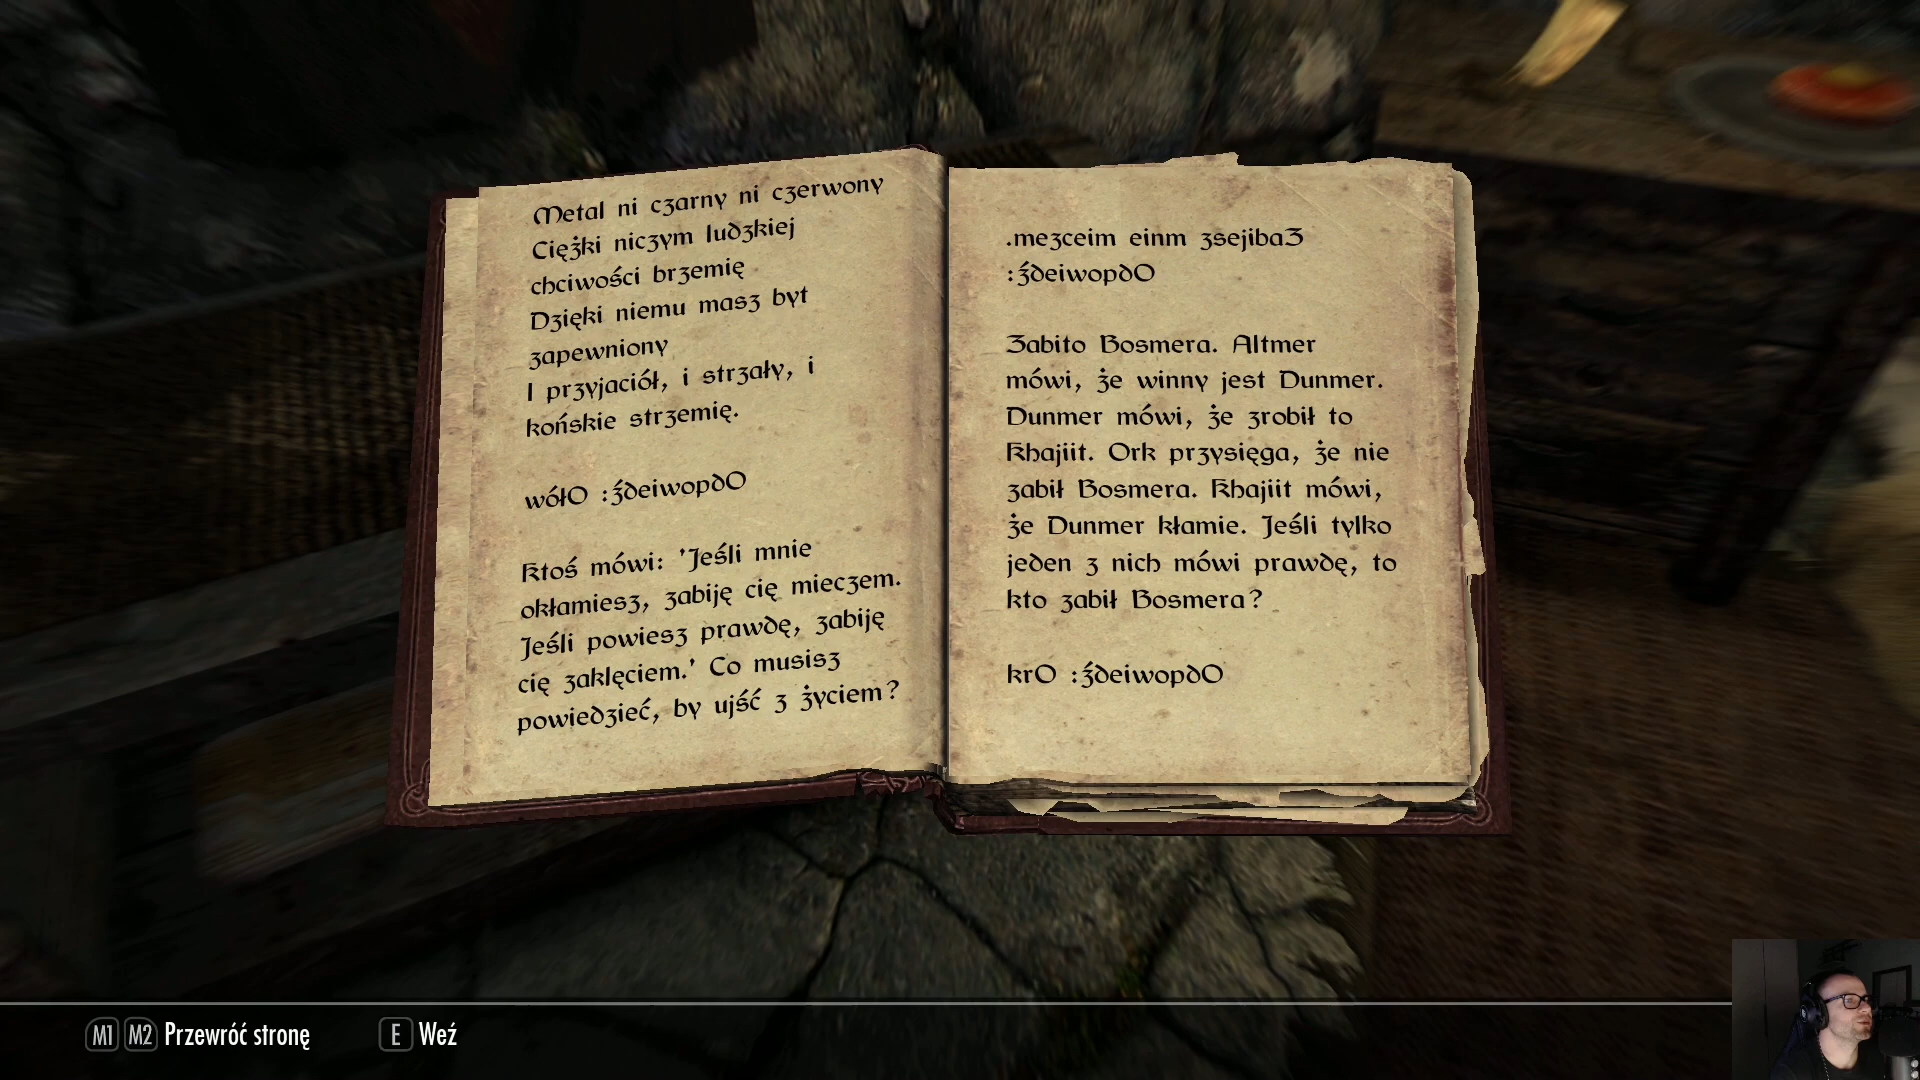 Metal ni czarny ni czerwony
Ciężki niczym ludzkiej
chciwości brzemię
Dzięki niemu masz byt
zapewniony
I przyjaciół, i strzały, i
końskie strzemię.
wółO :źdeiwopdO
Ktoś mówi: 'Jeśli mnie
okłamiesz, zabiję cię mieczem.
Jeśli powiesz prawdę, zabiję
cię zaklęciem.' Co musisz
powiedzieć, by ujść z życiem?
.mezceim einm zsejibaZ
:źdeiwopdO
Zabito Bosmera. Altmer
mówi, że winny jest Dunmer.
Dunmer mówi, że zrobił to
Khajiit. Ork przysięga, że nie
zabił Bosmera. Khajiit mówi,
że Dunmer kłamie. Jeśli tylko
jeden z nich mówi prawdę, to
kto zabił Bosmera?
krO :źdeiwopdO
M1 M2 Przewróć stronę
E Weź